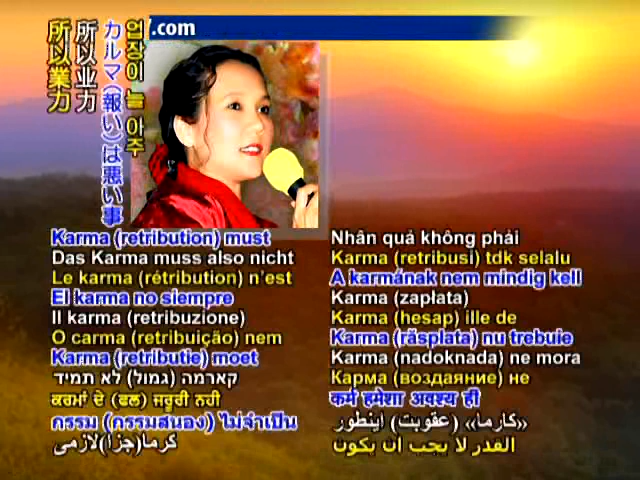 7.com
업장이 늘 아주
カルマ（報い）は悪い事
所以业力
所以業力
Karma (retribution) must
Das Karma muss also nicht
Le karma (rétribution) n'est
El karma no siempre
Il karma (retribuzione)
O carma (retribuição) nem
Karma (retributie) moet
קארמה (גמול) לא תמיד
ਕਰਮਾਂ ਦੇ (ਫਲ) ਜਰੂਰੀ ਨਹੀ
กรรม (กรรมสนอง) ไม่จำเป็น
کرما(جزا)لازمی
Nhân quả không phải
Karma (retribusi) tdk selalu
A karmának nem mindig kell
Karma (zapłata)
Karma (hesap) ille de
Karma (răsplata) nu trebuie
Karma (nadoknada) ne mora
Карма (воздаяние) не
कर्म हमेशा अवश्य ही
«کارما» (عقوبت) اینطور
القدر لا يجب ان يكون